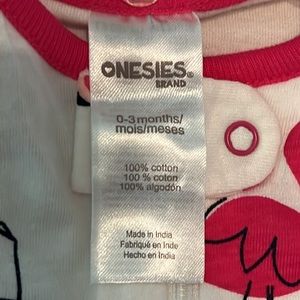 ONESIES®
BRAND
0-3 months/
mois/meses
100% cotton
100 % coton
100% algodón
Made in India
Fabriqué en Inde
Hecho en India